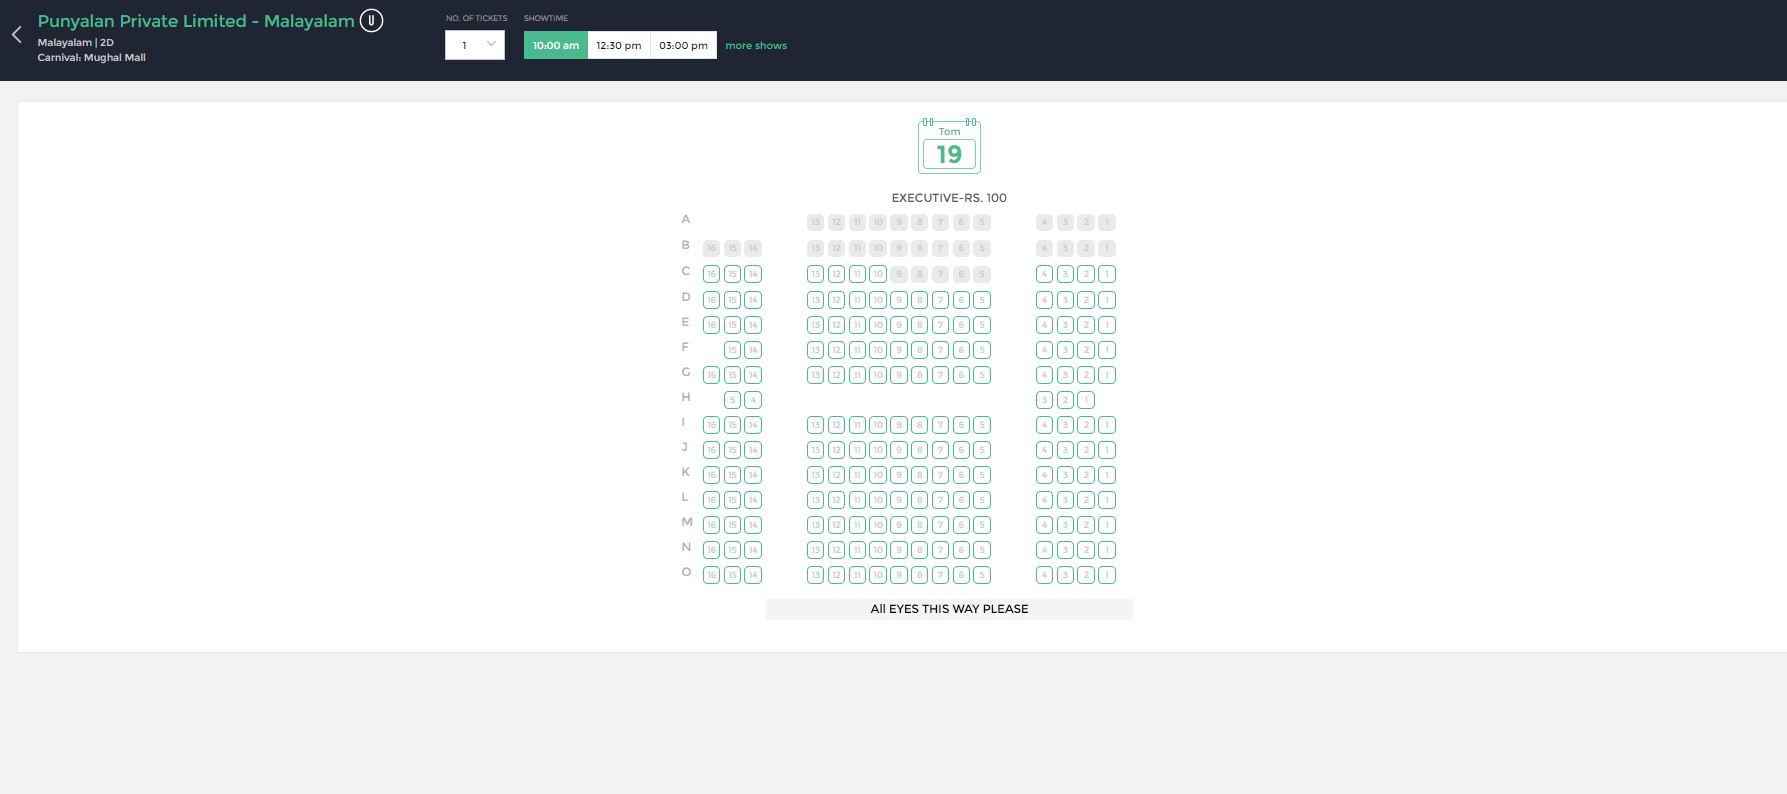 Punyalan Private Limited - Malayalam U
Malayalam | 2D
Carnival: Mughal Mall
NO. OF TICKETS
1
SHOWTIME
10:00 am 12:30 pm 03:00 pm more shows
Tom
19
EXECUTIVE-RS. 100
A 13 12 11 10 9 8 7 6 5 4 3 2 1
B 16 15 14 13 12 11 10 9 8 7 6 5 4 3 2 1
C 16 15 14 13 12 11 10 9 8 7 6 5 4 3 2 1
D 16 15 14 13 12 11 10 9 8 7 6 5 4 3 2 1
E 16 15 14 13 12 11 10 9 8 7 6 5 4 3 2 1
F 15 14 13 12 11 10 9 8 7 6 5 4 3 2 1
G 16 15 14 13 12 11 10 9 8 7 6 5 4 3 2 1
H 5 4 3 2 1
I 16 15 14 13 12 11 10 9 8 7 6 5 4 3 2 1
J 16 15 14 13 12 11 10 9 8 7 6 5 4 3 2 1
K 16 15 14 13 12 11 10 9 8 7 6 5 4 3 2 1
L 16 15 14 13 12 11 10 9 8 7 6 5 4 3 2 1
M 16 15 14 13 12 11 10 9 8 7 6 5 4 3 2 1
N 16 15 14 13 12 11 10 9 8 7 6 5 4 3 2 1
O 16 15 14 13 12 11 10 9 8 7 6 5 4 3 2 1
All EYES THIS WAY PLEASE